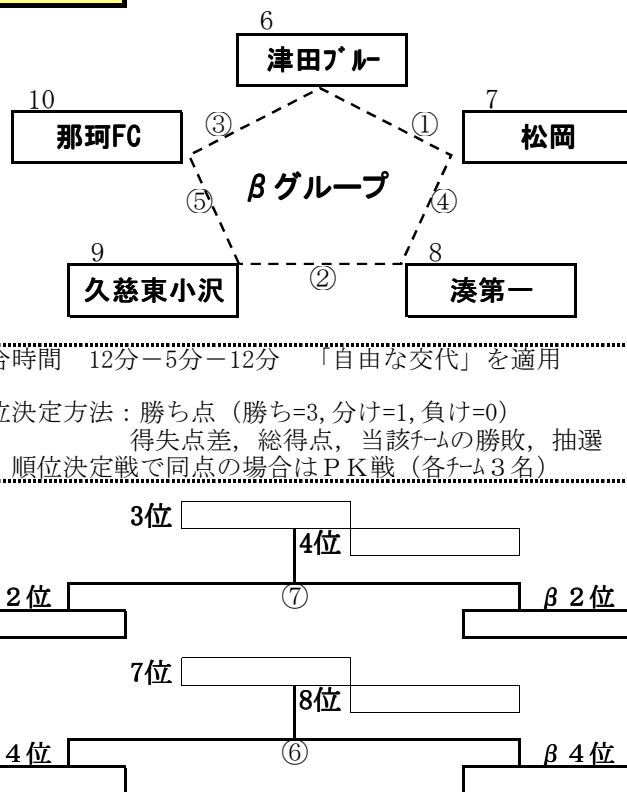 6
津田ﾌﾞﾙｰ
10
7
那珂FC
③
①
松岡
βグループ
⑤
④
9
8
久慈東小沢
②
湊第一
合時間　12分－5分－12分　「自由な交代」を適用
位決定方法：勝ち点（勝ち=3,分け=1,負け=0）
得失点差，総得点，当該ﾁｰﾑの勝敗，抽選
順位決定戦で同点の場合はＰＫ戦（各ﾁｰﾑ３名）
3位
4位
２位
⑦
β２位
7位
8位
４位
⑥
β４位